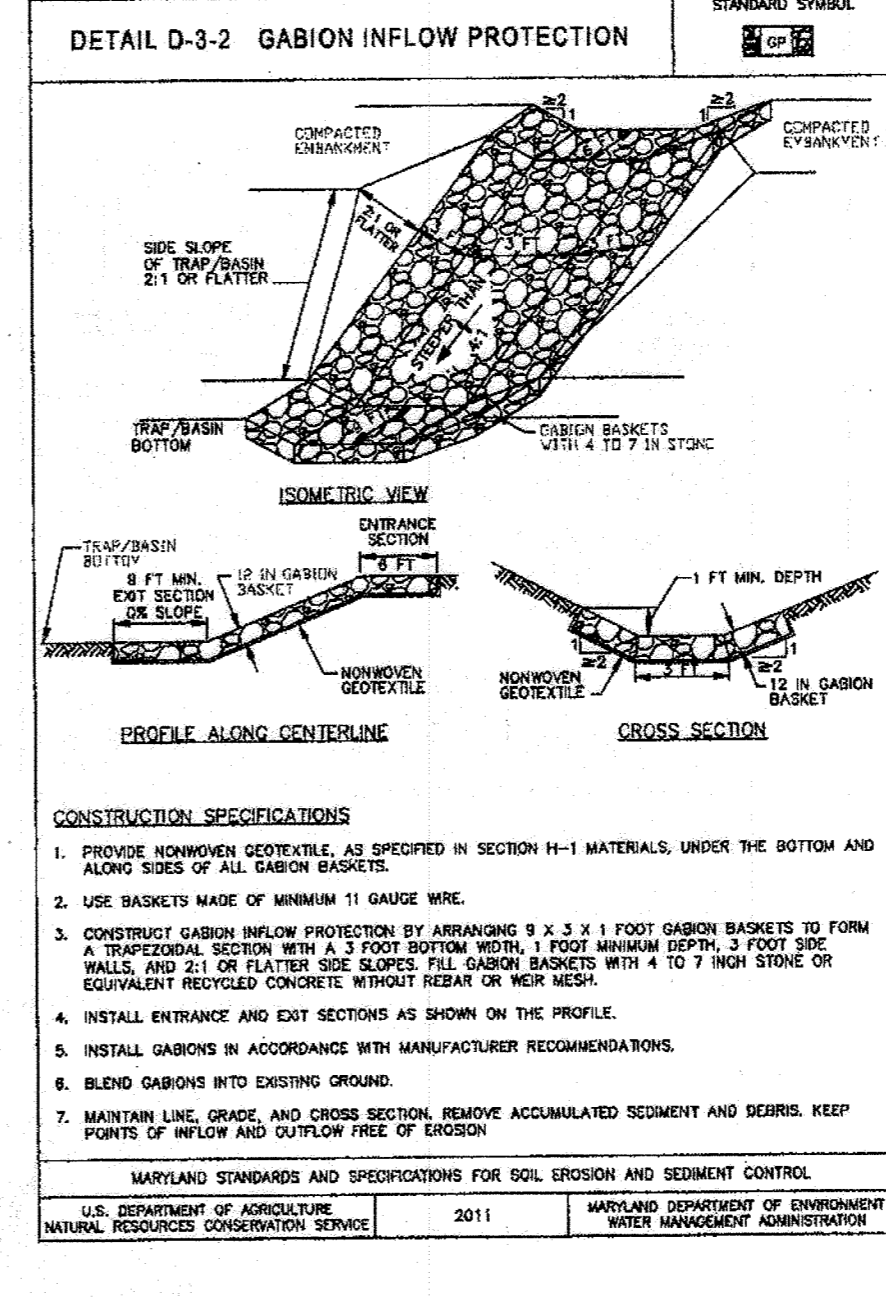 STANDARD SYMBOL
DETAIL D-3-2 GABION INFLOW PROTECTION
GP
≥2
1
≥2
1
COMPACTED
EMBANKMENT
COMPACTED
EMBANKMENT
6 FT
2:1 OR
FLATTER
3 FT
3 FT
3 FT
SIDE SLOPE
OF TRAP/BASIN
2:1 OR FLATTER
STEEPER THAN
4:1
TRAP/BASIN
BOTTOM
GABION BASKETS
WITH 4 TO 7 IN STONE
ISOMETRIC VIEW
ENTRANCE
SECTION
6 FT
TRAP/BASIN
BOTTOM
8 FT MIN.
EXIT SECTION
0% SLOPE
12 IN GABION
BASKET
NONWOVEN
GEOTEXTILE
PROFILE ALONG CENTERLINE
1 FT MIN. DEPTH
1
≥2
3 FT
≥2
1
NONWOVEN
GEOTEXTILE
12 IN GABION
BASKET
CROSS SECTION
CONSTRUCTION SPECIFICATIONS
1. PROVIDE NONWOVEN GEOTEXTILE, AS SPECIFIED IN SECTION H-1 MATERIALS, UNDER THE BOTTOM AND
ALONG SIDES OF ALL GABION BASKETS.
2. USE BASKETS MADE OF MINIMUM 11 GAUGE WIRE.
3. CONSTRUCT GABION INFLOW PROTECTION BY ARRANGING 9 X 3 X 1 FOOT GABION BASKETS TO FORM
A TRAPEZOIDAL SECTION WITH A 3 FOOT BOTTOM WIDTH, 1 FOOT MINIMUM DEPTH, 3 FOOT SIDE
WALLS, AND 2:1 OR FLATTER SIDE SLOPES. FILL GABION BASKETS WITH 4 TO 7 INCH STONE OR
EQUIVALENT RECYCLED CONCRETE WITHOUT REBAR OR WEIR MESH.
4. INSTALL ENTRANCE AND EXIT SECTIONS AS SHOWN ON THE PROFILE.
5. INSTALL GABIONS IN ACCORDANCE WITH MANUFACTURER RECOMMENDATIONS.
6. BLEND GABIONS INTO EXISTING GROUND.
7. MAINTAIN LINE, GRADE, AND CROSS SECTION. REMOVE ACCUMULATED SEDIMENT AND DEBRIS. KEEP
POINTS OF INFLOW AND OUTFLOW FREE OF EROSION
MARYLAND STANDARDS AND SPECIFICATIONS FOR SOIL EROSION AND SEDIMENT CONTROL
U.S. DEPARTMENT OF AGRICULTURE
NATURAL RESOURCES CONSERVATION SERVICE
2011
MARYLAND DEPARTMENT OF ENVIRONMENT
WATER MANAGEMENT ADMINISTRATION